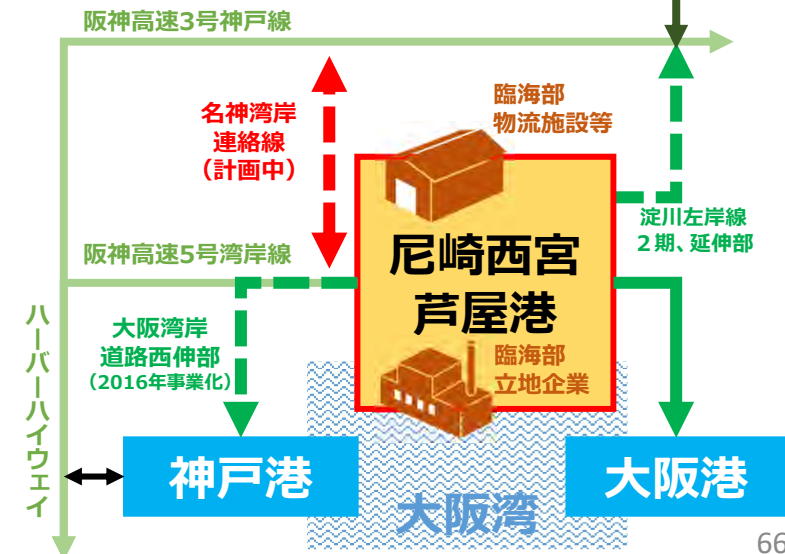 阪神高速3号神戸線
名神湾岸
連絡線
（計画中）
臨海部
物流施設等
淀川左岸線
２期、延伸部
阪神高速5号湾岸線
尼崎西宮
芦屋港
ハーバーハイウェイ
大阪湾岸
道路西伸部
（2016年事業化）
臨海部
立地企業
神戸港
大阪湾
大阪港
66